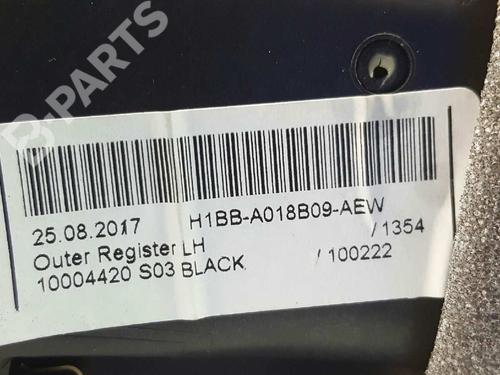 B-PARTS
25.08.2017 H1BB-A018B09-AEW
Outer Register LH /1354
10004420 S03 BLACK /100222